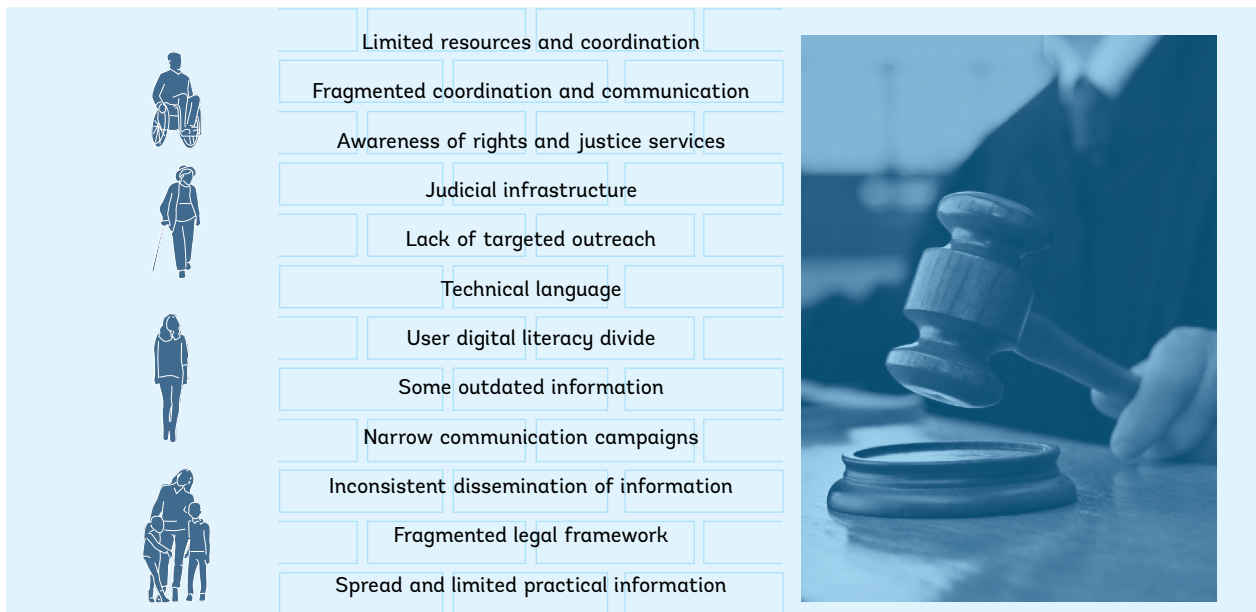 Limited resources and coordination
Fragmented coordination and communication
Awareness of rights and justice services
Judicial infrastructure
Lack of targeted outreach
Technical language
User digital literacy divide
Some outdated information
Narrow communication campaigns
Inconsistent dissemination of information
Fragmented legal framework
Spread and limited practical information